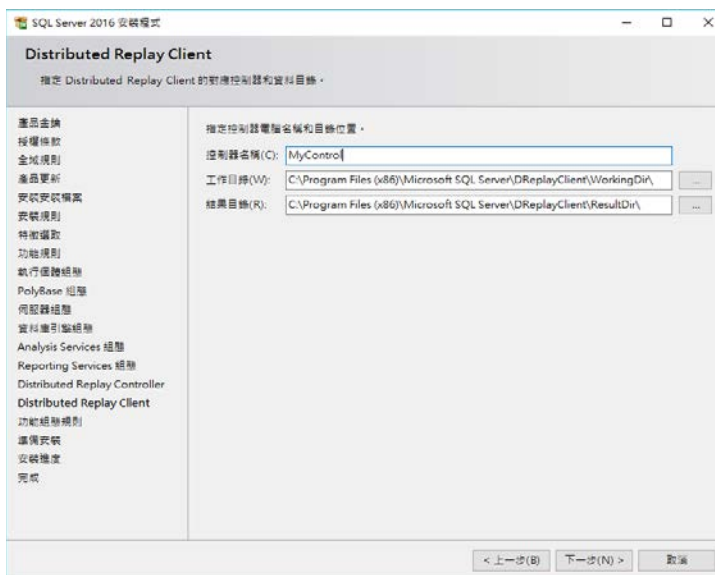 SQL Server 2016 安裝程式
Distributed Replay Client
指定 Distributed Replay Client 的對應控制器和資料目錄。
產品金鑰
授權條款
全域規則
產品更新
安裝安裝檔案
安裝規則
特徵選取
功能規則
執行個體組態
PolyBase 組態
伺服器組態
資料庫引擎組態
Analysis Services 組態
Reporting Services 組態
Distributed Replay Controller
Distributed Replay Client
功能組態規則
準備安裝
安裝進度
完成
指定控制器電腦名稱和目錄位置。
控制器名稱(C): MyControl
工作目錄(W): C:\Program Files (x86)\Microsoft SQL Server\DReplayClient\WorkingDir\ ...
結果目錄(R): C:\Program Files (x86)\Microsoft SQL Server\DReplayClient\ResultDir\ ...
< 上一步(B) 下一步(N) > 取消